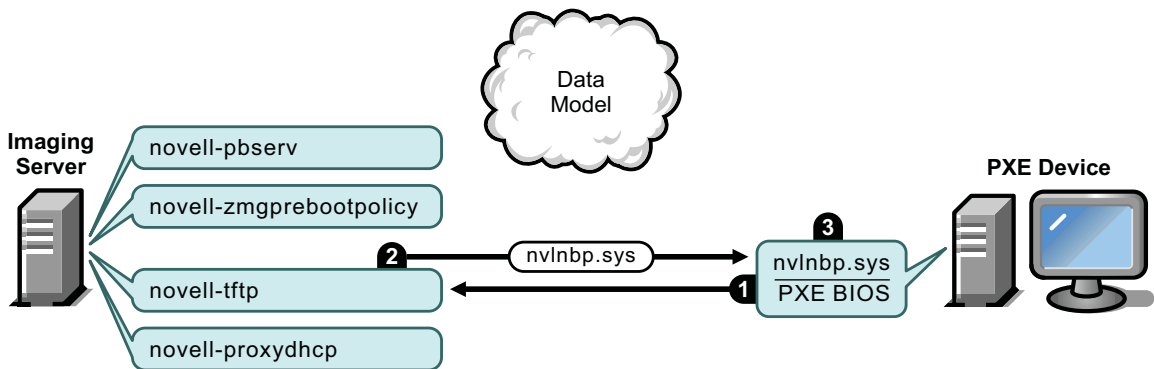 Data
Model
Imaging
Server
novell-pbserv
novell-zmgprebootpolicy
PXE Device
2
nvlnbp.sys
3
nvlnbp.sys
PXE BIOS
1
novell-tftp
novell-proxydhcp